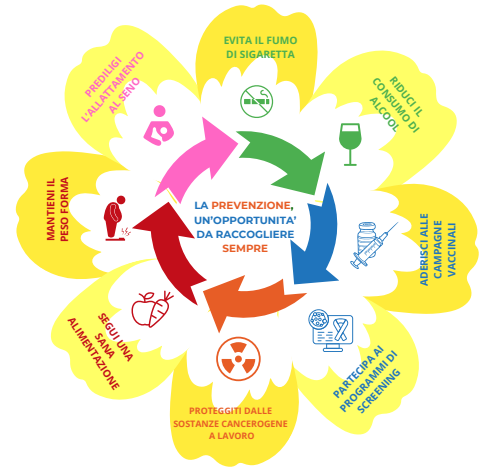 EVITA IL FUMO
DI SIGARETTA
RIDUCI IL
CONSUMO DI
ALCOOL
ADERISCI ALLE
CAMPAGNE
VACCINALI
PARTECIPA AI
PROGRAMMI DI
SCREENING
PROTEGGITI DALLE
SOSTANZE CANCEROGENE
A LAVORO
SEGUI UNA
SANA
ALIMENTAZIONE
MANTIENI IL
PESO FORMA
PREDILIGI
L'ALLATTAMENTO
AL SENO
LA PREVENZIONE,
UN'OPPORTUNITA'
DA RACCOGLIERE
SEMPRE